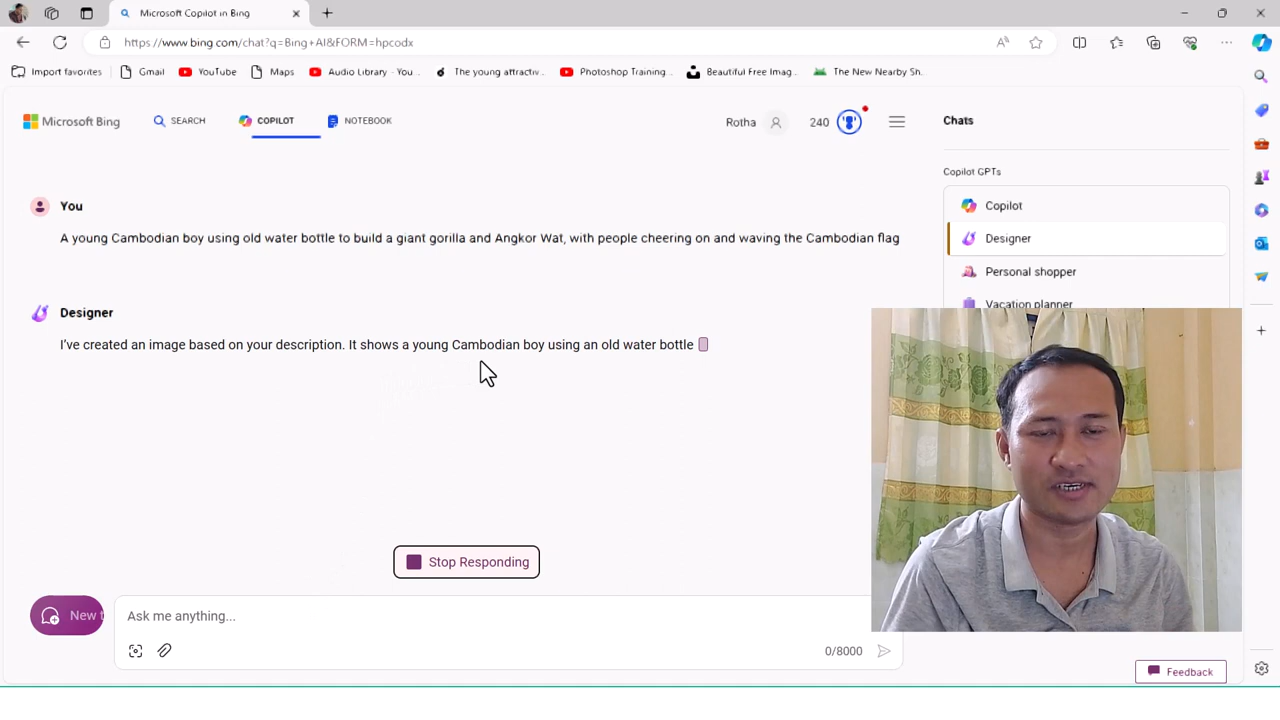 Microsoft Copilot in Bing
https://www.bing.com/chat?q=Bing+AI&FORM=hpcodx
Import favorites Gmail YouTube Maps Audio Library - You... The young attractiv... Photoshop Training... Beautiful Free Imag... The New Nearby Sh...
Microsoft Bing SEARCH COPILOT NOTEBOOK Rotha 240
Chats
Copilot GPTs
Copilot
Designer
Personal shopper
Vacation planner
You
A young Cambodian boy using old water bottle to build a giant gorilla and Angkor Wat, with people cheering on and waving the Cambodian flag
Designer
I've created an image based on your description. It shows a young Cambodian boy using an old water bottle
Stop Responding
New t
Ask me anything...
0/8000
Feedback